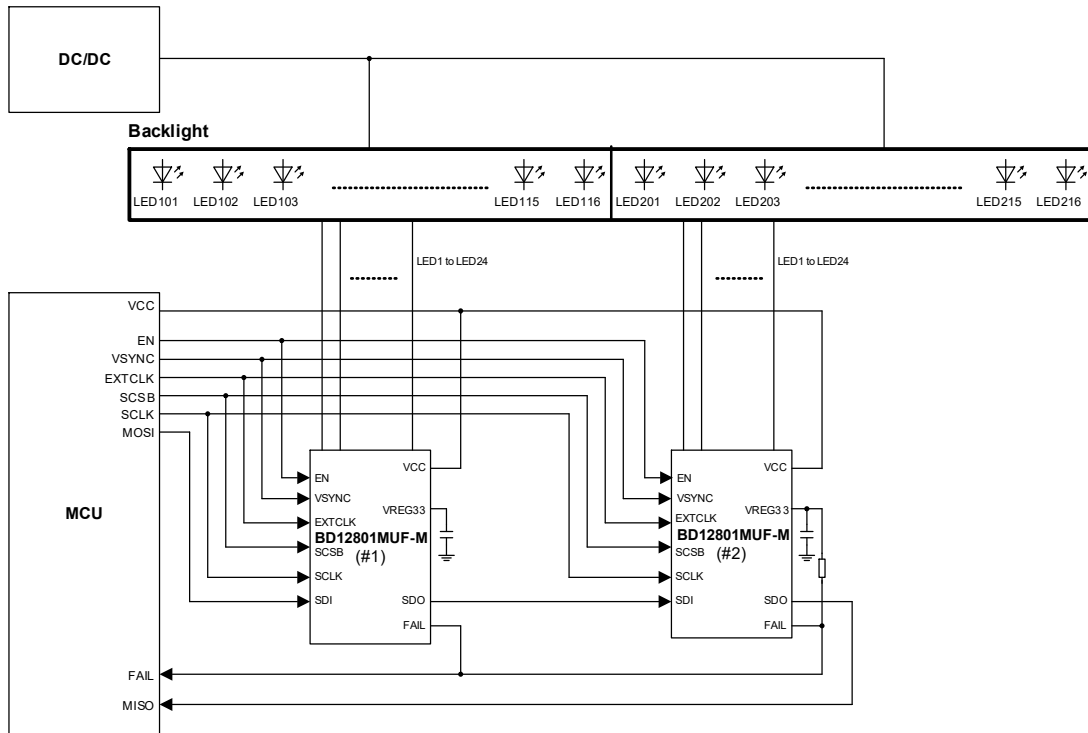 DC/DC
Backlight
LED101 LED102 LED103 LED115 LED116 LED201 LED202 LED203 LED215 LED216
LED1 to LED24 LED1 to LED24
VCC
EN
VSYNC
EXTCLK
SCSB
SCLK
MOSI
MCU
FAIL
MISO
VCC
EN
VSYNC
VREG33
EXTCLK
BD12801MUF-M
SCSB
(#1)
SCLK
SDI SDO
FAIL
VCC
EN
VSYNC
VREG33
EXTCLK
BD12801MUF-M
SCSB
(#2)
SCLK
SDI SDO
FAIL